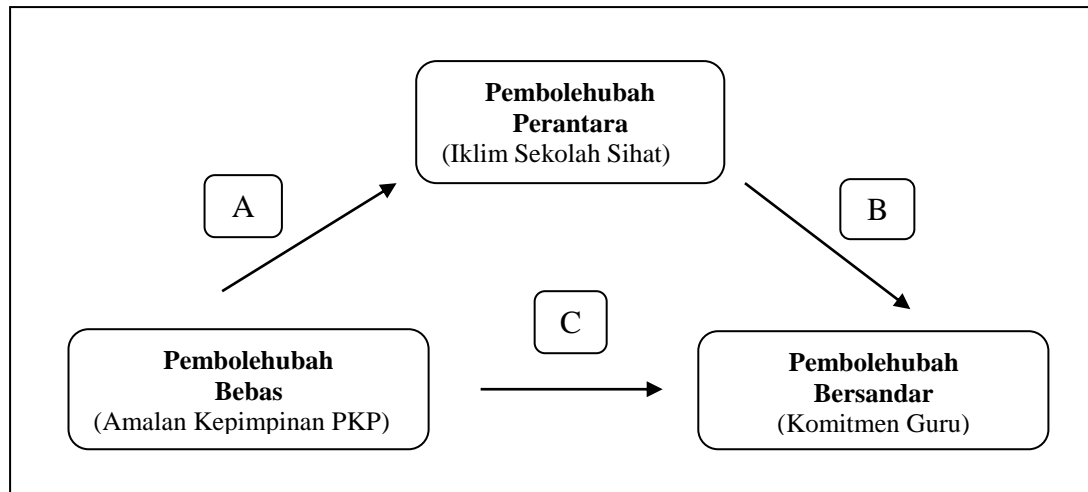 Pembolehubah
Perantara
(Iklim Sekolah Sihat)
A
B
C
Pembolehubah
Bebas
(Amalan Kepimpinan PKP)
Pembolehubah
Bersandar
(Komitmen Guru)